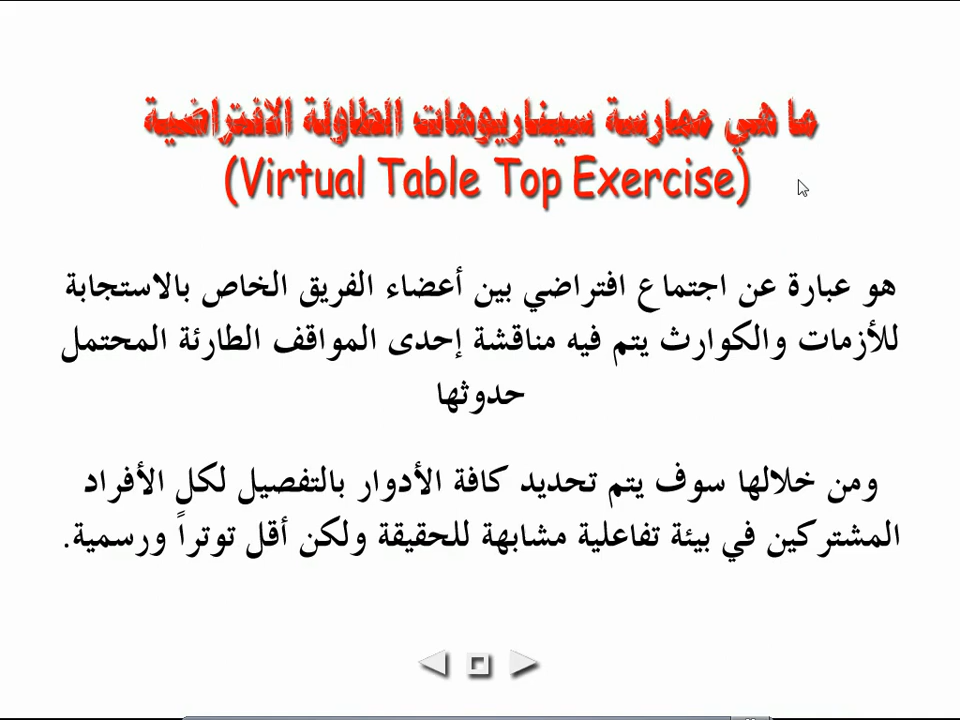 ما هي ممارسة سيناريوهات الطاولة الافتراضية
(Virtual Table Top Exercise)
هو عبارة عن اجتماع افتراضي بين أعضاء الفريق الخاص بالاستجابة
للأزمات والكوارث يتم فيه مناقشة إحدى المواقف الطارئة المحتمل
حدوثها
ومن خلالها سوف يتم تحديد كافة الأدوار بالتفصيل لكل الأفراد
المشتركين في بيئة تفاعلية مشابهة للحقيقة ولكن أقل توتراً ورسمية.